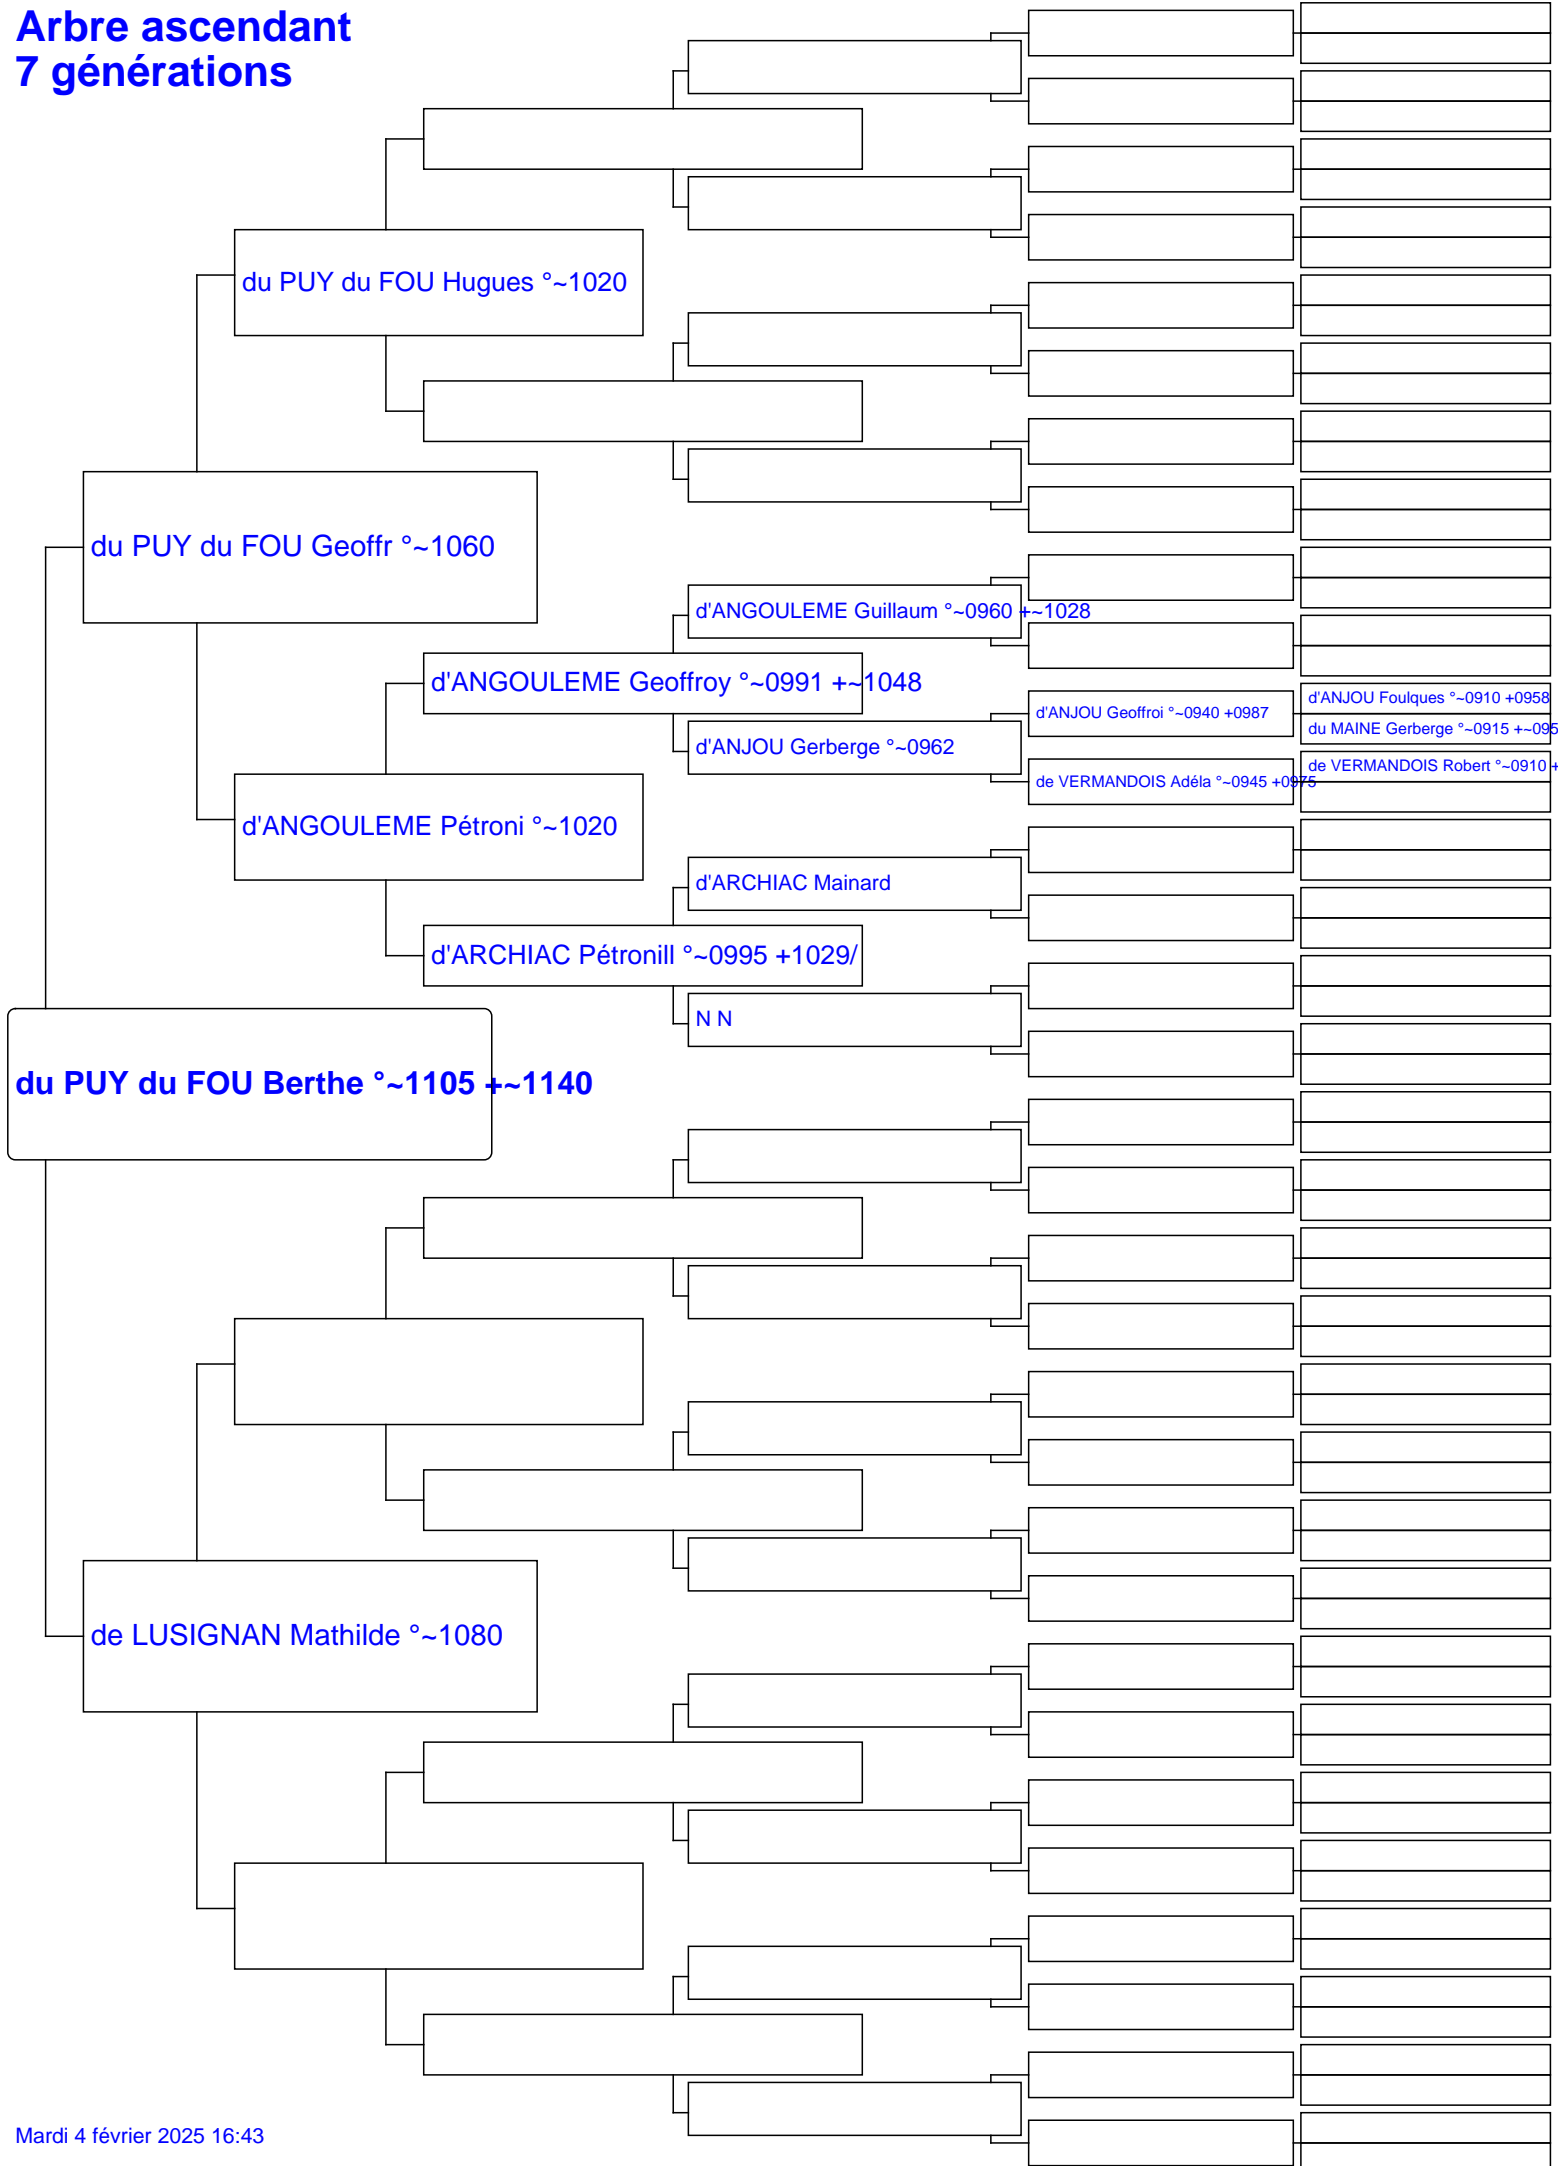 Arbre ascendant
7 générations
du PUY du FOU Hugues °~1020
du PUY du FOU Geoffr °~1060
d'ANGOULEME Guillaum °~0960 +~1028
d'ANGOULEME Geoffroy °~0991 +~1048
d'ANJOU Foulques °~0910 +0958
d'ANJOU Geoffroi °~0940 +0987
du MAINE Gerberge °~0915 +~095
d'ANJOU Gerberge °~0962
de VERMANDOIS Robert °~0910 +
de VERMANDOIS Adéla °~0945 +0975
d'ANGOULEME Pétroni °~1020
d'ARCHIAC Mainard
d'ARCHIAC Pétronill °~0995 +1029/
N N
du PUY du FOU Berthe °~1105 +~1140
de LUSIGNAN Mathilde °~1080
Mardi 4 février 2025 16:43